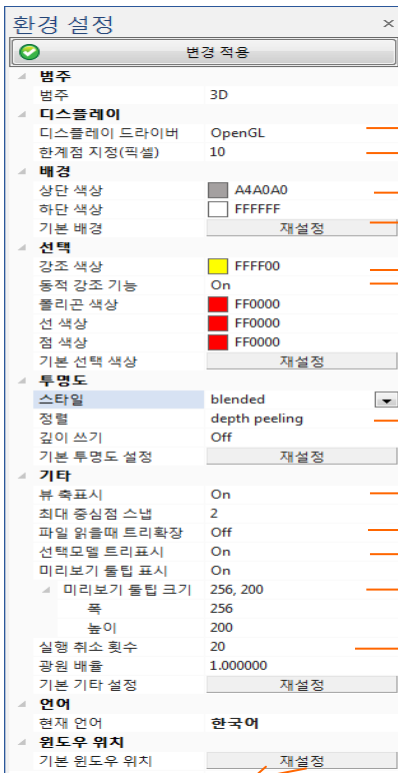 환경 설정
변경 적용
범주
범주 3D
디스플레이
디스플레이 드라이버 OpenGL
한계점 지정(픽셀) 10
배경
상단 색상 A4A0A0
하단 색상 FFFFFF
기본 배경 재설정
선택
강조 색상 FFFF00
동적 강조 기능 On
폴리곤 색상 FF0000
선 색상 FF0000
점 색상 FF0000
기본 선택 색상 재설정
투명도
스타일 blended
정렬 depth peeling
깊이 쓰기 Off
기본 투명도 설정 재설정
기타
뷰 축표시 On
최대 중심점 스냅 2
파일 읽을때 트리확장 Off
선택모델 트리표시 On
미리보기 툴팁 표시 On
미리보기 툴팁 크기 256, 200
폭 256
높이 200
실행 취소 횟수 20
광원 배율 1.000000
기본 기타 설정 재설정
언어
현재 언어 한국어
윈도우 위치
기본 윈도우 위치 재설정